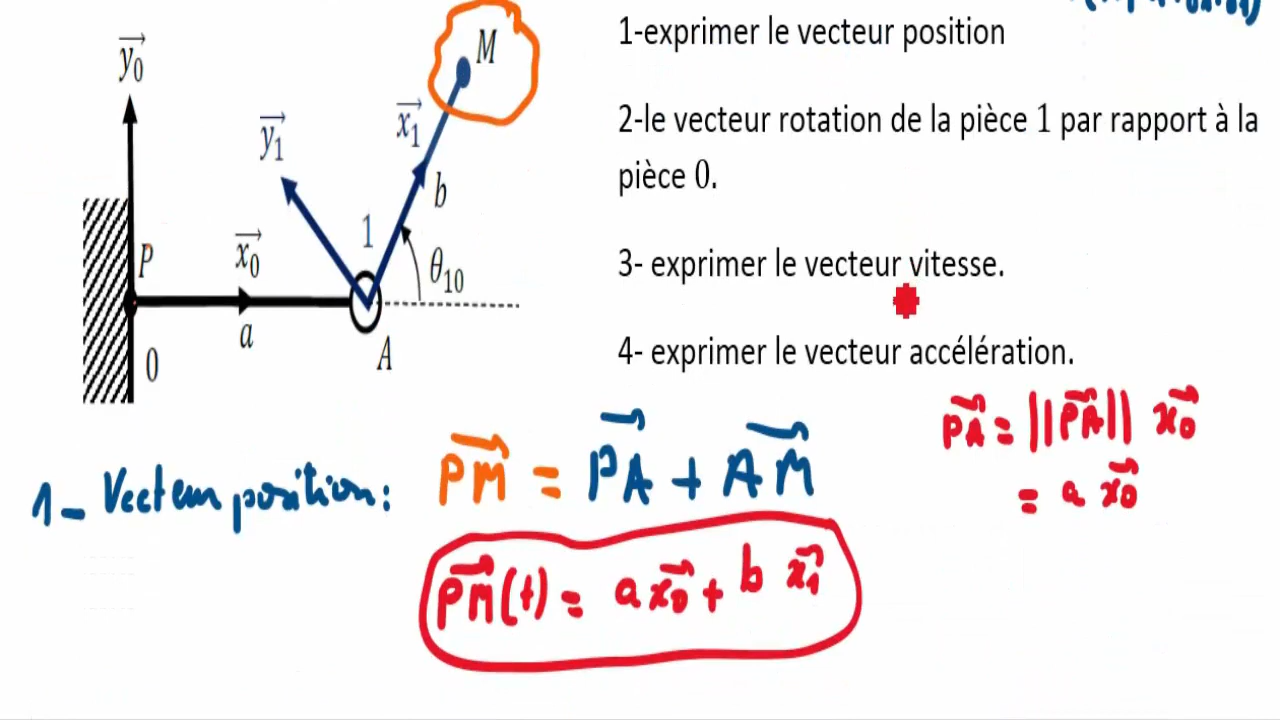 1-exprimer le vecteur position
2-le vecteur rotation de la pièce 1 par rapport à la
pièce 0.
3- exprimer le vecteur vitesse.
4- exprimer le vecteur accélération.
y₀⃗
M
x₁⃗
y₁⃗
b
1
P
x₀⃗
θ₁₀
a
A
0
PA⃗ = ||PA⃗|| x₀⃗
= a x₀⃗
1- Vecteur position: PM⃗ = PA⃗ + AM⃗
PM⃗(t) = a x₀⃗ + b x₁⃗